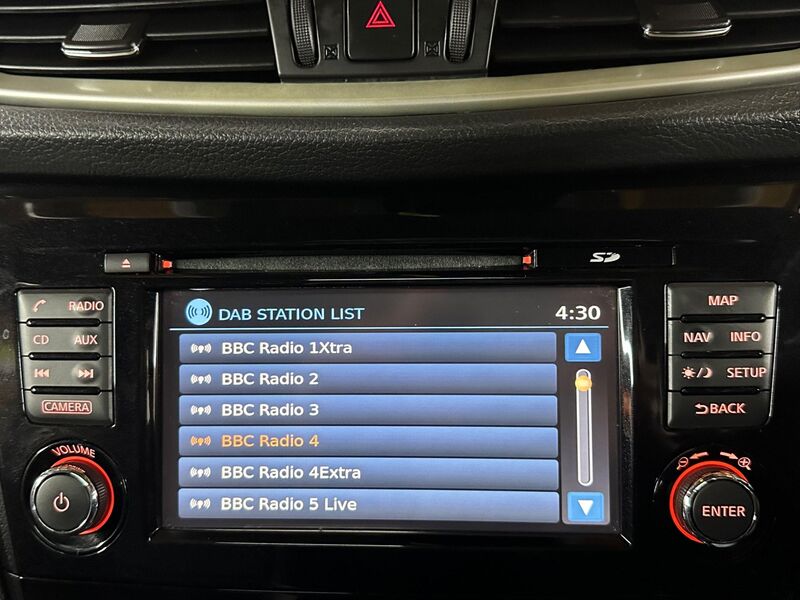 SD
RADIO
CD AUX
CAMERA
VOLUME
DAB STATION LIST 4:30
BBC Radio 1Xtra
BBC Radio 2
BBC Radio 3
BBC Radio 4
BBC Radio 4Extra
BBC Radio 5 Live
MAP
NAV INFO
SETUP
BACK
ENTER